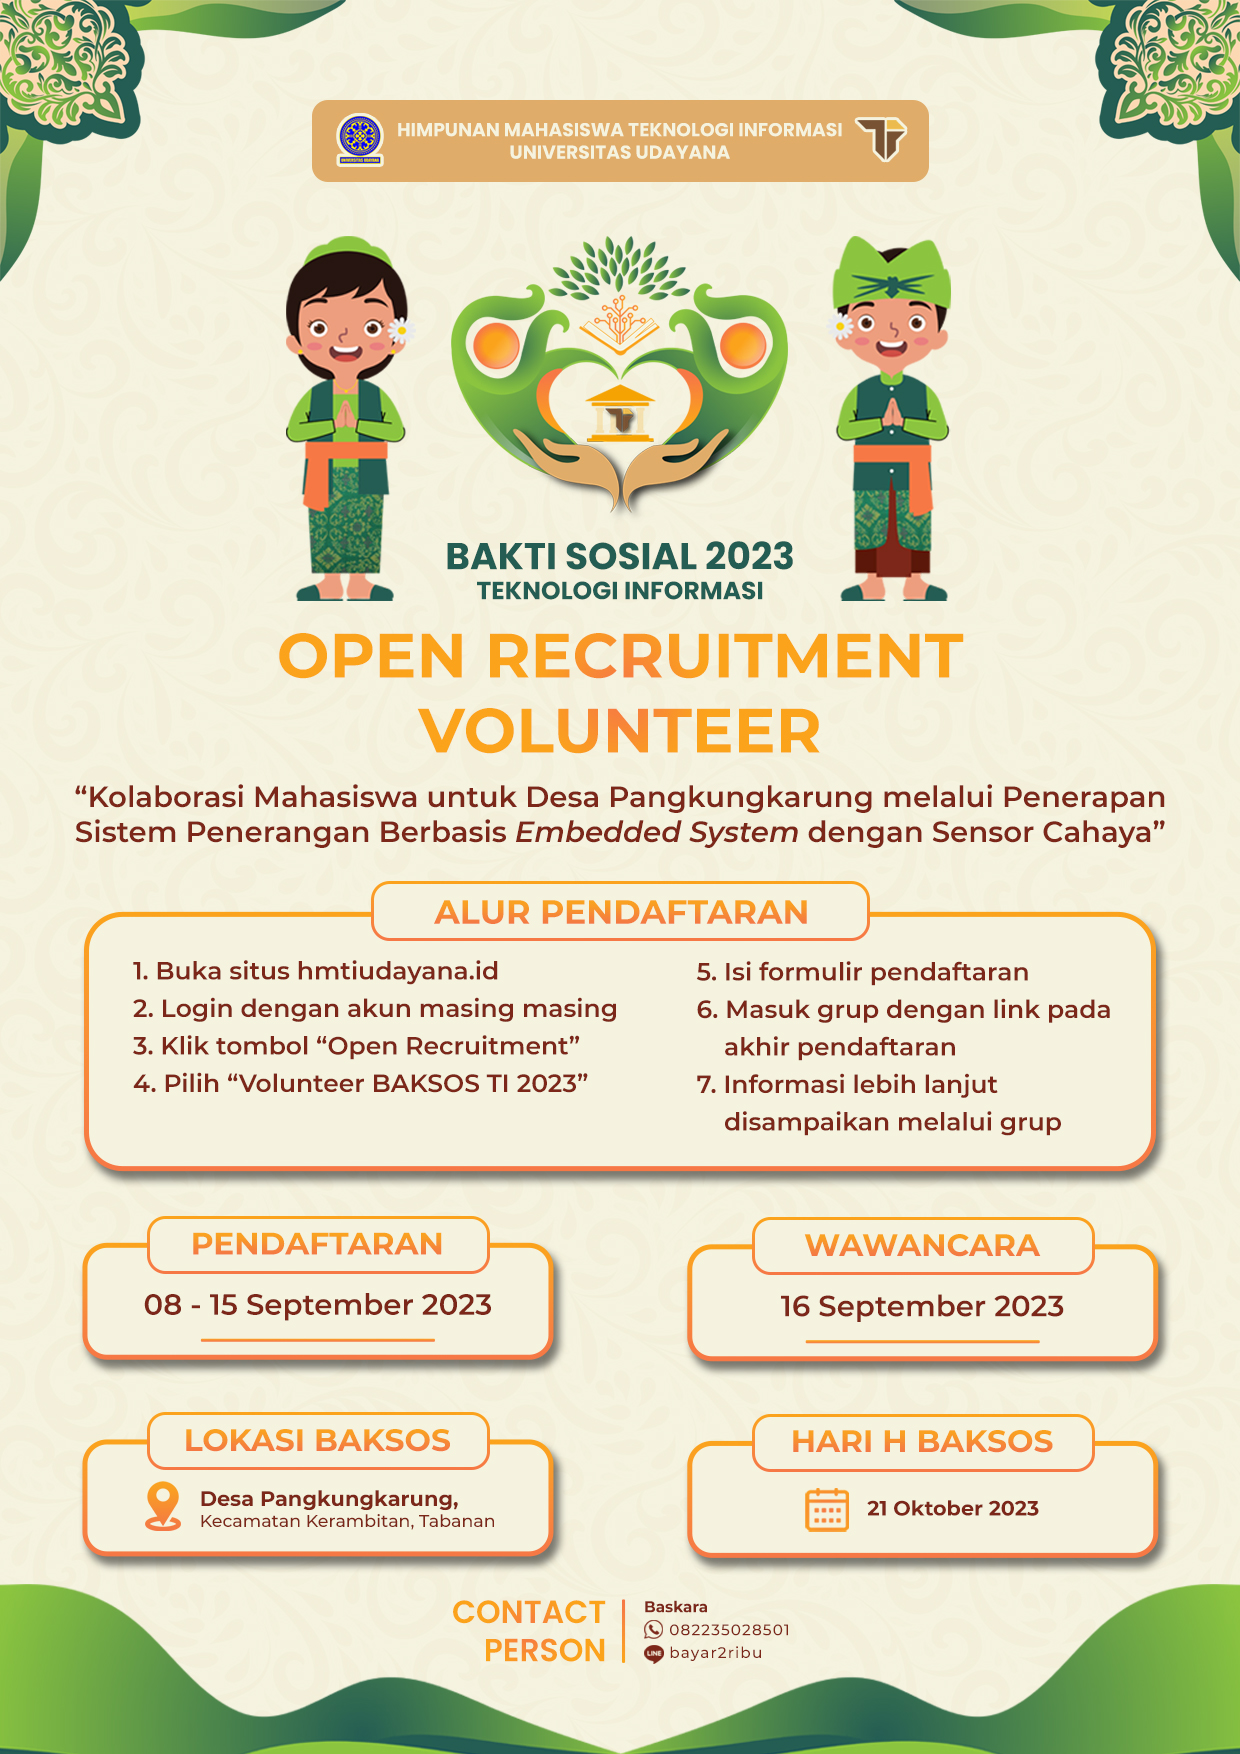 HIMPUNAN MAHASISWA TEKNOLOGI INFORMASI
UNIVERSITAS UDAYANA
UNIVERSITAS UDAYANA
BAKTI SOSIAL 2023
TEKNOLOGI INFORMASI
OPEN RECRUITMENT
VOLUNTEER
“Kolaborasi Mahasiswa untuk Desa Pangkungkarung melalui Penerapan
Sistem Penerangan Berbasis Embedded System dengan Sensor Cahaya”
ALUR PENDAFTARAN
1. Buka situs hmtiudayana.id
2. Login dengan akun masing masing
3. Klik tombol “Open Recruitment”
4. Pilih “Volunteer BAKSOS TI 2023”
5. Isi formulir pendaftaran
6. Masuk grup dengan link pada
akhir pendaftaran
7. Informasi lebih lanjut
disampaikan melalui grup
PENDAFTARAN
08 - 15 September 2023
WAWANCARA
16 September 2023
LOKASI BAKSOS
Desa Pangkungkarung,
Kecamatan Kerambitan, Tabanan
HARI H BAKSOS
21 Oktober 2023
CONTACT
PERSON
Baskara
082235028501
LINE
bayar2ribu